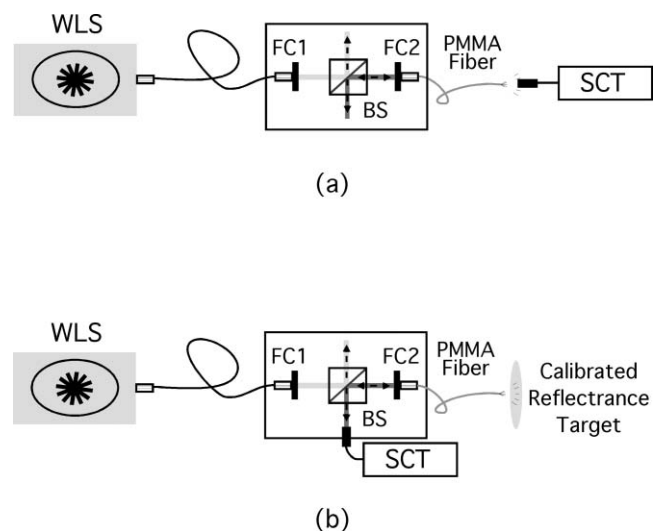 WLS
FC1
FC2
PMMA
Fiber
BS
SCT
(a)
WLS
FC1
FC2
PMMA
Fiber
BS
SCT
Calibrated
Reflectrance
Target
(b)